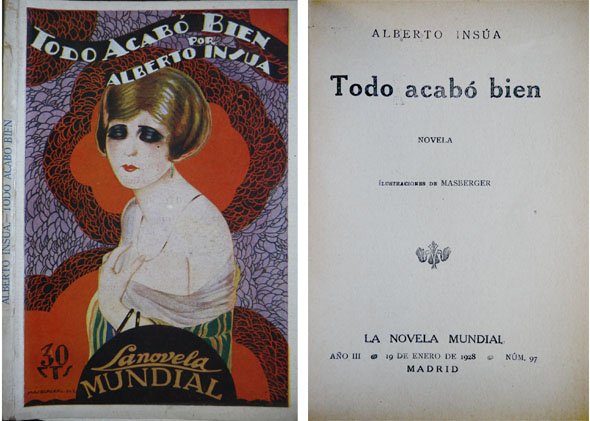 ALBERTO INSÚA.—TODO ACABÓ BIEN
TODO ACABÓ BIEN
POR
ALBERTO INSUA
30
CTS
La novela
MUNDIAL
ALBERTO INSÚA
Todo acabó bien
NOVELA
ILUSTRACIONES DE MASBERGER
LA NOVELA MUNDIAL
AÑO III 19 DE ENERO DE 1928 NÚM. 97
MADRID